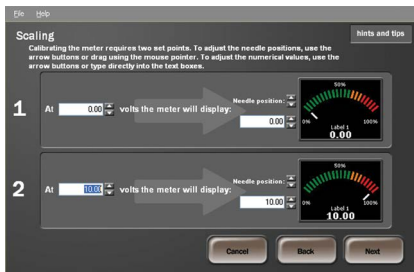 File Help
Scaling
hints and tips
Calibrating the meter requires two set points. To adjust the needle positions, use the
arrow buttons or drag using the mouse pointer. To adjust the numerical values, use the
arrow buttons or type directly into the text boxes.
1 At 0.00 volts the meter will display:
Needle position:
0.00
50%
0% 100%
Label 1
0.00
2 At 10.00 volts the meter will display:
Needle position:
10.00
50%
0% 100%
Label 1
10.00
Cancel Back Next